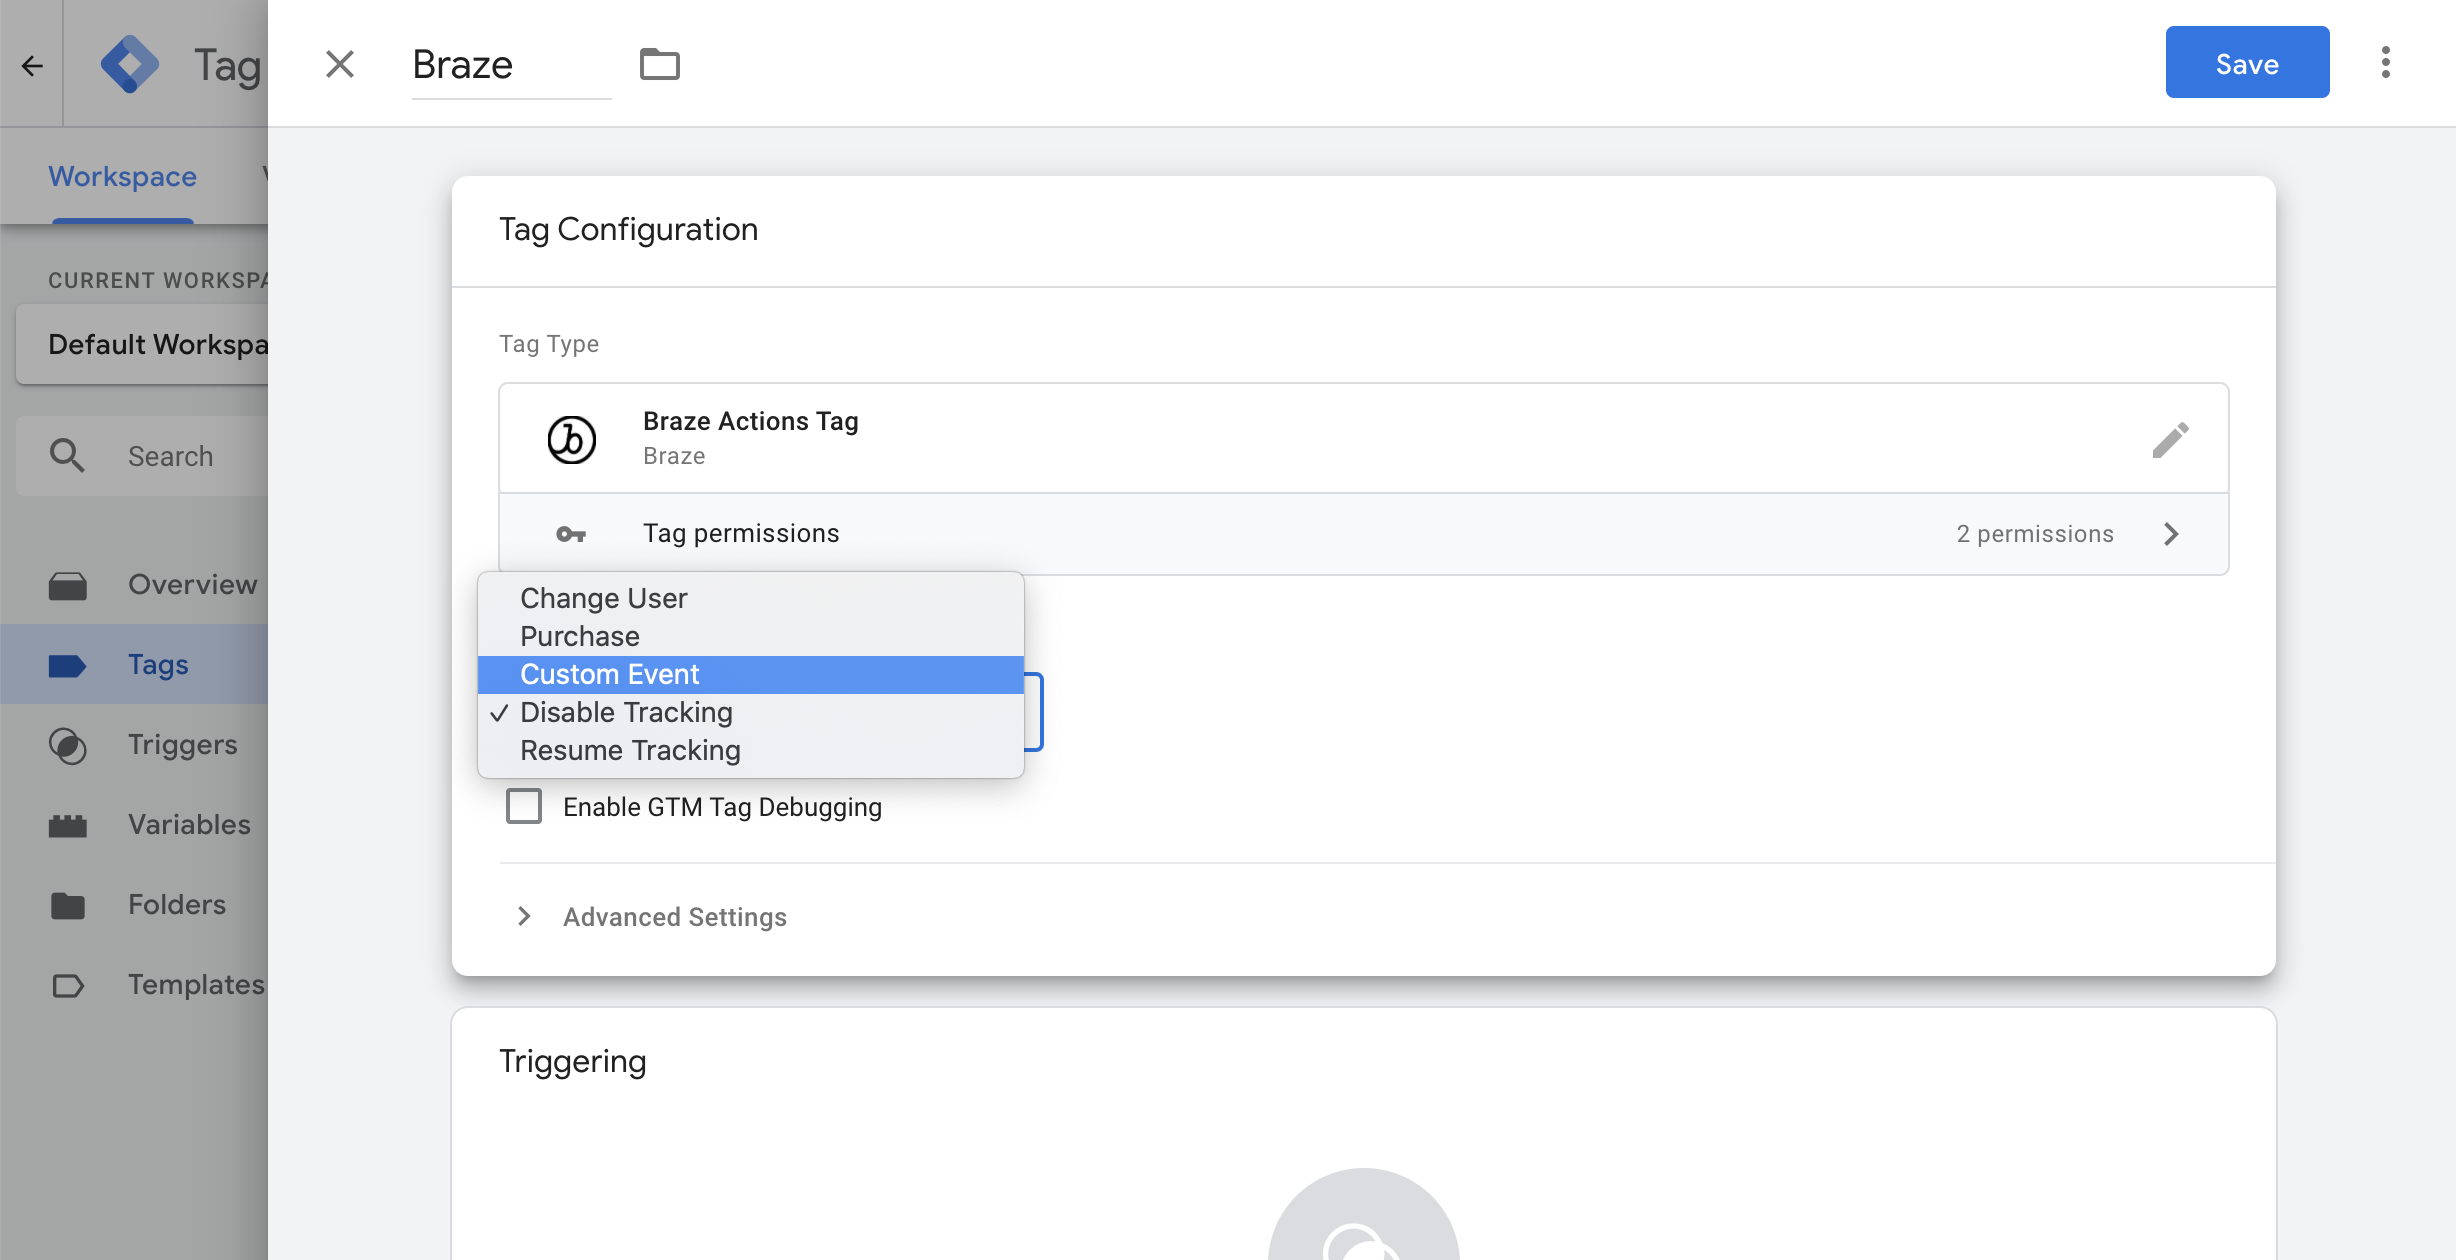 Tag
Braze
Save
Workspace
CURRENT WORKSPA
Default Workspa
Search
Overview
Tags
Triggers
Variables
Folders
Templates
Tag Configuration
Tag Type
Braze Actions Tag
Braze
Tag permissions
2 permissions
Change User
Purchase
Custom Event
Disable Tracking
Resume Tracking
Enable GTM Tag Debugging
Advanced Settings
Triggering